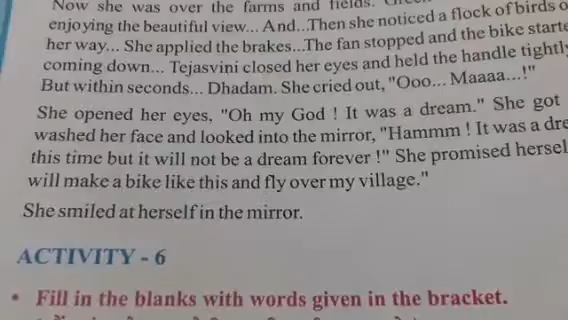 Now she was over the farms and fields.
enjoying the beautiful view... And...Then she noticed a flock of birds
her way... She applied the brakes...The fan stopped and the bike starte
coming down... Tejasvini closed her eyes and held the handle tightly
But within seconds... Dhadam. She cried out, "Ooo... Maaaa...!"
She opened her eyes, "Oh my God ! It was a dream." She got
washed her face and looked into the mirror, "Hammm ! It was a dre
this time but it will not be a dream forever !" She promised hersel
will make a bike like this and fly over my village."
She smiled at herself in the mirror.
ACTIVITY - 6
• Fill in the blanks with words given in the bracket.